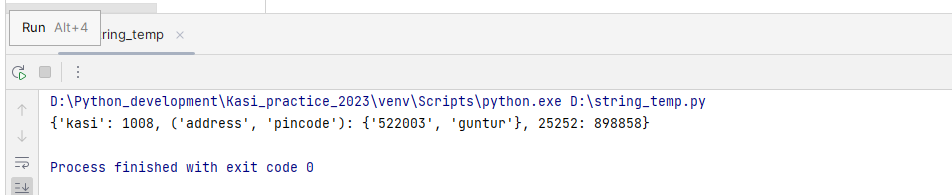 Run Alt+4
string_temp
D:\Python_development\Kasi_practice_2023\venv\Scripts\python.exe D:\string_temp.py
{'kasi': 1008, ('address', 'pincode'): {'522003', 'guntur'}, 25252: 898858}
Process finished with exit code 0